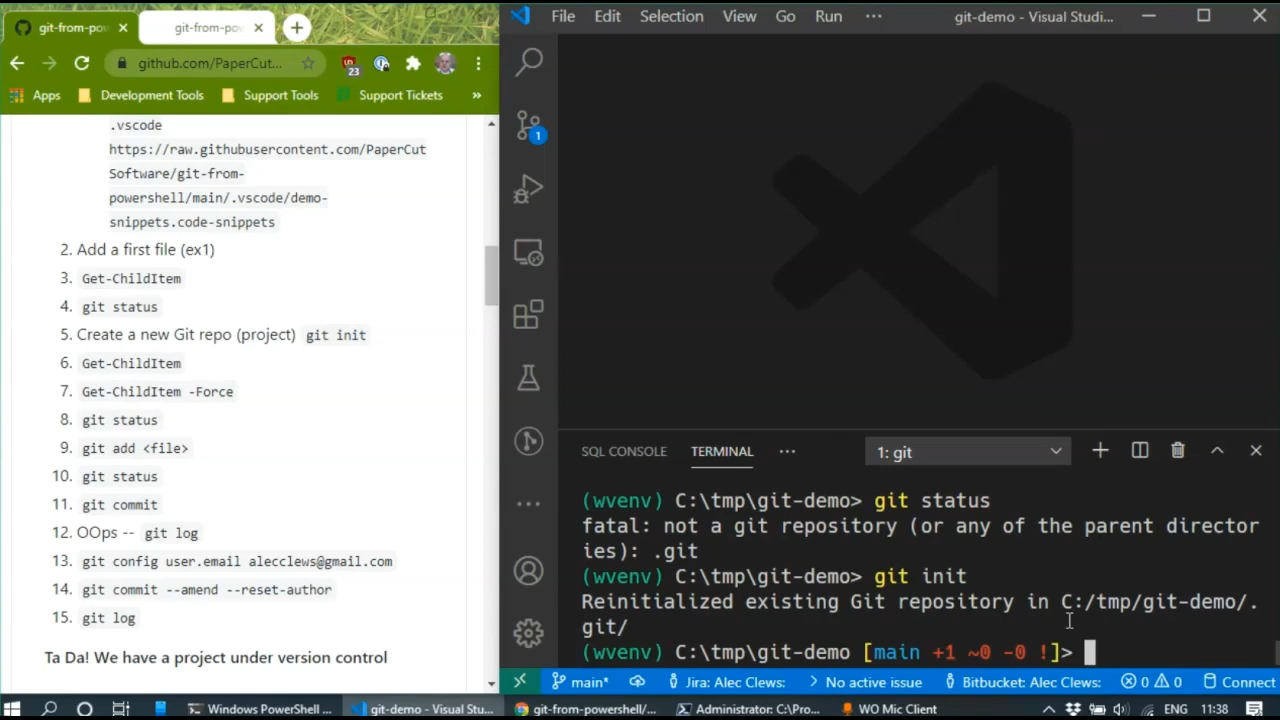 git-from-pow
git-from-pow
github.com/PaperCut...
23
Apps
Development Tools
Support Tools
Support Tickets
»
.vscode
https://raw.githubusercontent.com/PaperCut
Software/git-from-
powershell/main/.vscode/demo-
snippets.code-snippets
2. Add a first file (ex1)
3. Get-ChildItem
4. git status
5. Create a new Git repo (project) git init
6. Get-ChildItem
7. Get-ChildItem -Force
8. git status
9. git add <file>
10. git status
11. git commit
12. OOps -- git log
13. git config user.email alecclews@gmail.com
14. git commit --amend --reset-author
15. git log
Ta Da! We have a project under version control
File Edit Selection View Go Run ··· git-demo - Visual Studi...
1
SQL CONSOLE TERMINAL ··· 1: git
(wvenv) C:\tmp\git-demo> git status
fatal: not a git repository (or any of the parent director
ies): .git
(wvenv) C:\tmp\git-demo> git init
Reinitialized existing Git repository in C:/tmp/git-demo/.
git/
(wvenv) C:\tmp\git-demo [main +1 ~0 -0 !]>
main* Jira: Alec Clews: No active issue Bitbucket: Alec Clews: 0 0 Connect
Windows PowerShell ... git-demo - Visual Stu... git-from-powershell/... Administrator: C:\Pro... WO Mic Client ENG 11:38